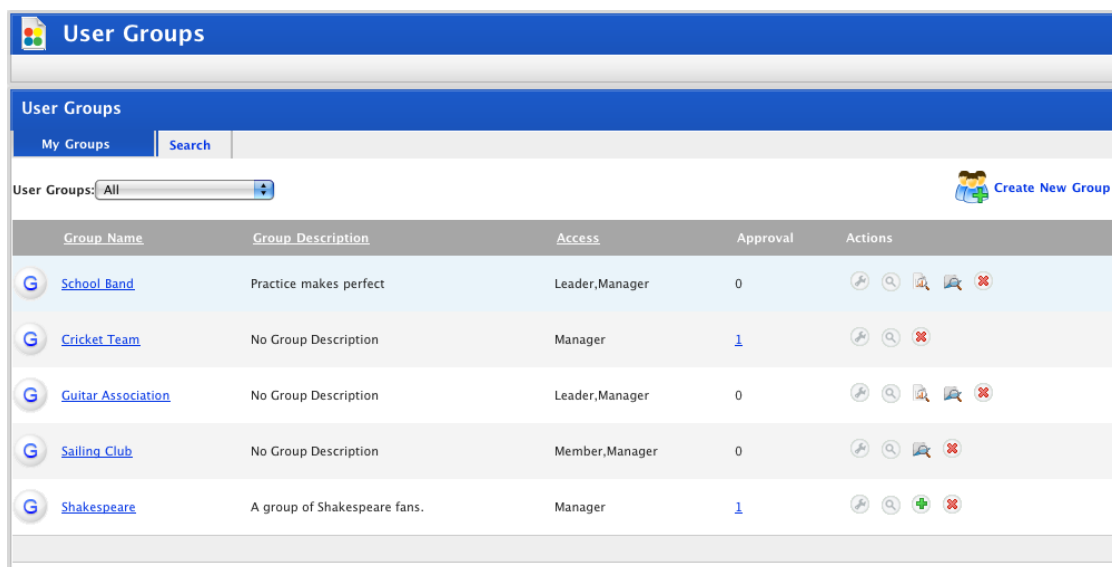 User Groups
User Groups
My Groups Search
User Groups: All Create New Group
Group Name Group Description Access Approval Actions
G School Band Practice makes perfect Leader,Manager 0
G Cricket Team No Group Description Manager 1
G Guitar Association No Group Description Leader,Manager 0
G Sailing Club No Group Description Member,Manager 0
G Shakespeare A group of Shakespeare fans. Manager 1